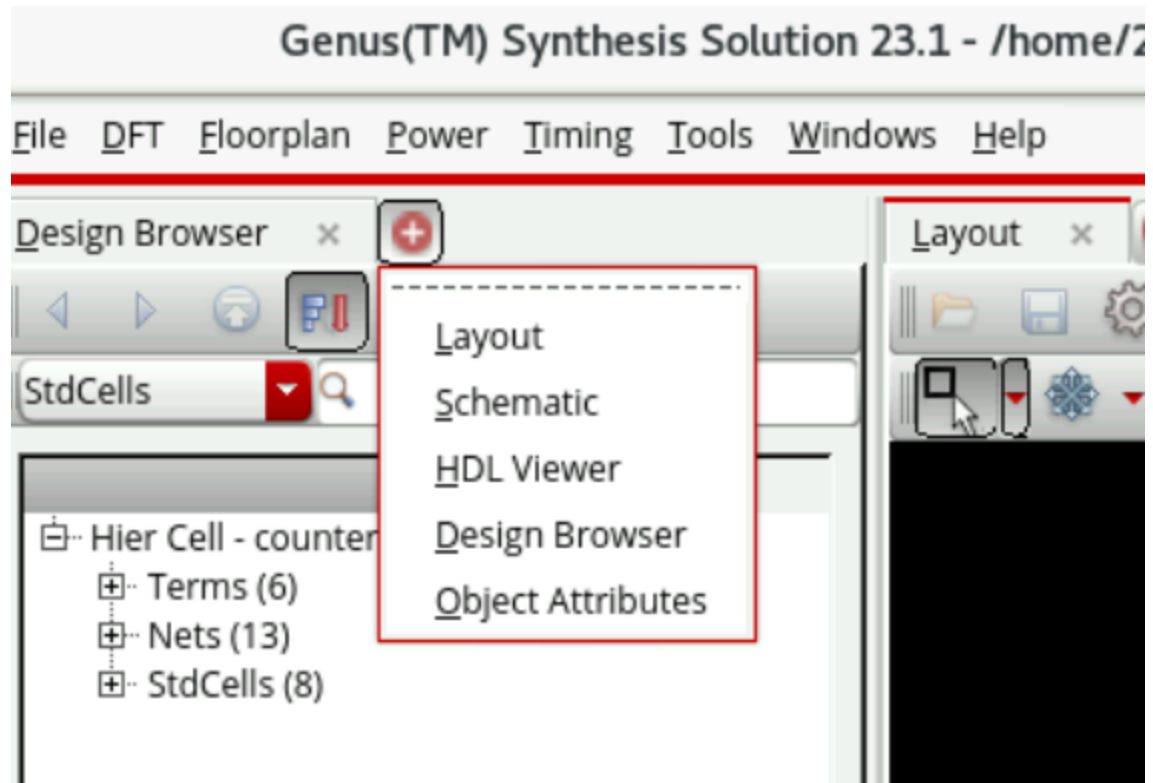 Genus(TM) Synthesis Solution 23.1 - /home/2
File DFT Floorplan Power Timing Tools Windows Help
Design Browser
Layout
StdCells
Layout
Schematic
HDL Viewer
Design Browser
Object Attributes
Hier Cell - counter
Terms (6)
Nets (13)
StdCells (8)